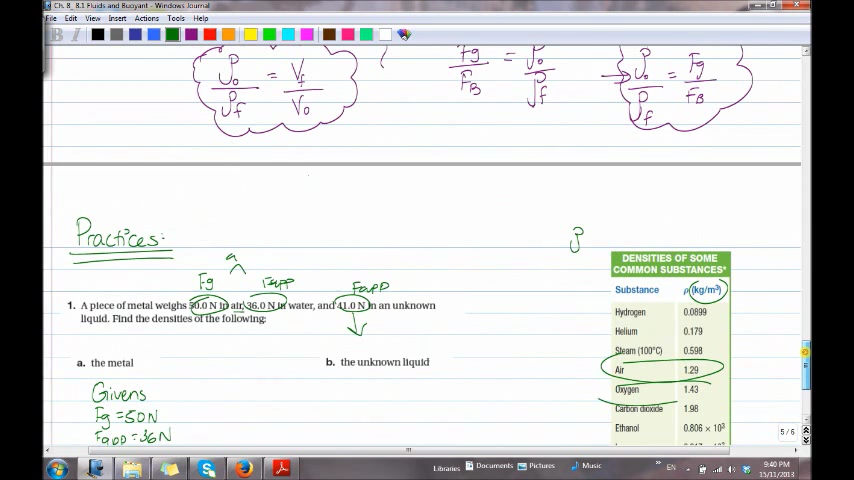 Ch. 8_ 8.1 Fluids and Buoyant - Windows Journal
File Edit View Insert Actions Tools Help
B I
ρo/ρf = Vf/Vo
Fg/FB = ρo/ρf
→ ρo/ρf = Fg/FB
Practices:
ρ
DENSITIES OF SOME
COMMON SUBSTANCES*
Substance ρ (kg/m³)
Hydrogen 0.0899
Helium 0.179
Steam (100°C) 0.598
Air 1.29
Oxygen 1.43
Carbon dioxide 1.98
Ethanol 0.806 × 10³
Fg Fapp Fapp
1. A piece of metal weighs 50.0 N in air, 36.0 N in water, and 41.0 N in an unknown
liquid. Find the densities of the following:
a. the metal b. the unknown liquid
Givens
Fg = 50N
Fapp = 36N
5 / 6
Libraries Documents Pictures Music » EN 9:40 PM
15/11/2013